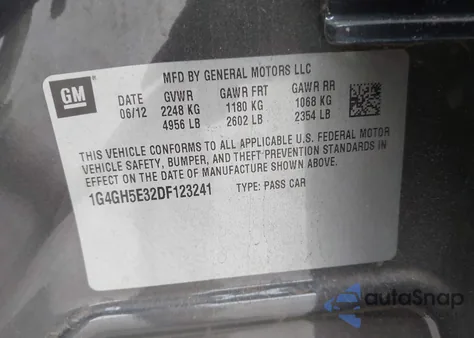 GM
MFD BY GENERAL MOTORS LLC
DATE GVWR GAWR FRT GAWR RR
06/12 2248 KG 1180 KG 1068 KG
4956 LB 2602 LB 2354 LB
THIS VEHICLE CONFORMS TO ALL APPLICABLE U.S. FEDERAL MOTOR
VEHICLE SAFETY, BUMPER, AND THEFT PREVENTION STANDARDS IN
EFFECT ON THE DATE OF MANUFACTURE SHOWN ABOVE.
1G4GH5E32DF123241 TYPE: PASS CAR
autoSnap